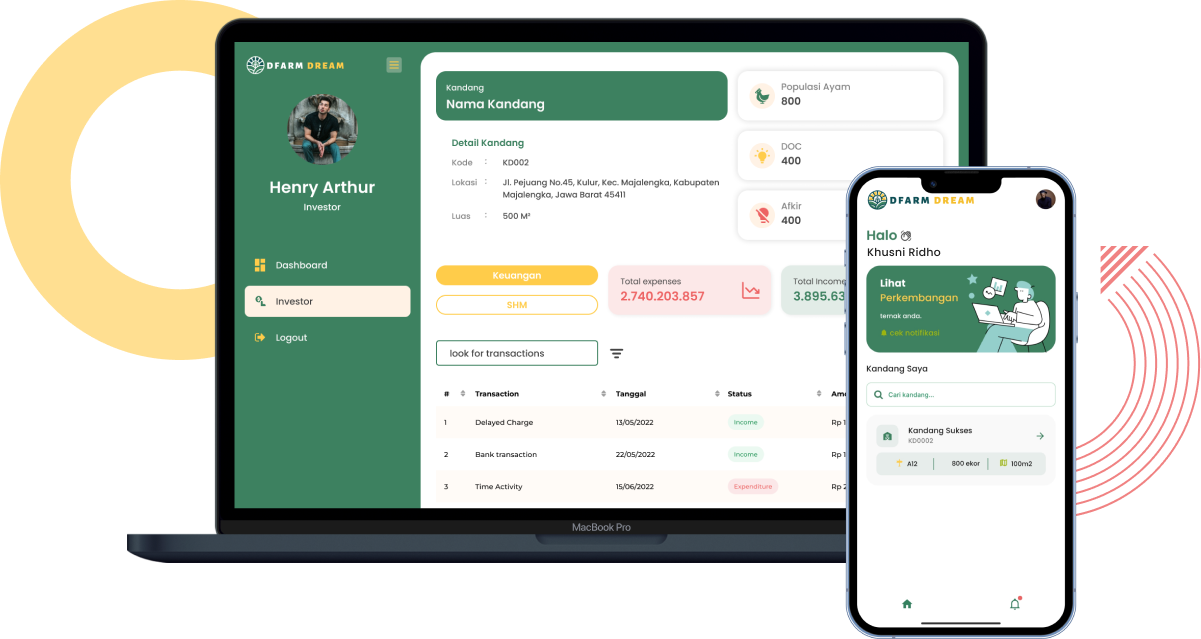 DFARM DREAM
Henry Arthur
Investor
Dashboard
Investor
Logout
Kandang
Nama Kandang
Detail Kandang
Kode : KD002
Lokasi : Jl. Pejuang No.45, Kulur, Kec. Majalengka, Kabupaten
Majalengka, Jawa Barat 45411
Luas : 500 M²
Populasi Ayam
800
DOC
400
Afkir
400
Keuangan
SHM
Total expenses
2.740.203.857
Total Income
3.895.63
look for transactions
# Transaction Tanggal Status Am
1 Delayed Charge 13/05/2022 Income Rp 1
2 Bank transaction 22/05/2022 Income Rp 1
3 Time Activity 15/06/2022 Expenditure Rp 2
MacBook Pro
DFARM DREAM
Halo
Khusni Ridho
Lihat
Perkembangan
ternak anda.
cek notifikasi
Kandang Saya
Cari kandang...
Kandang Sukses
KD0002
A12 800 ekor 100m2